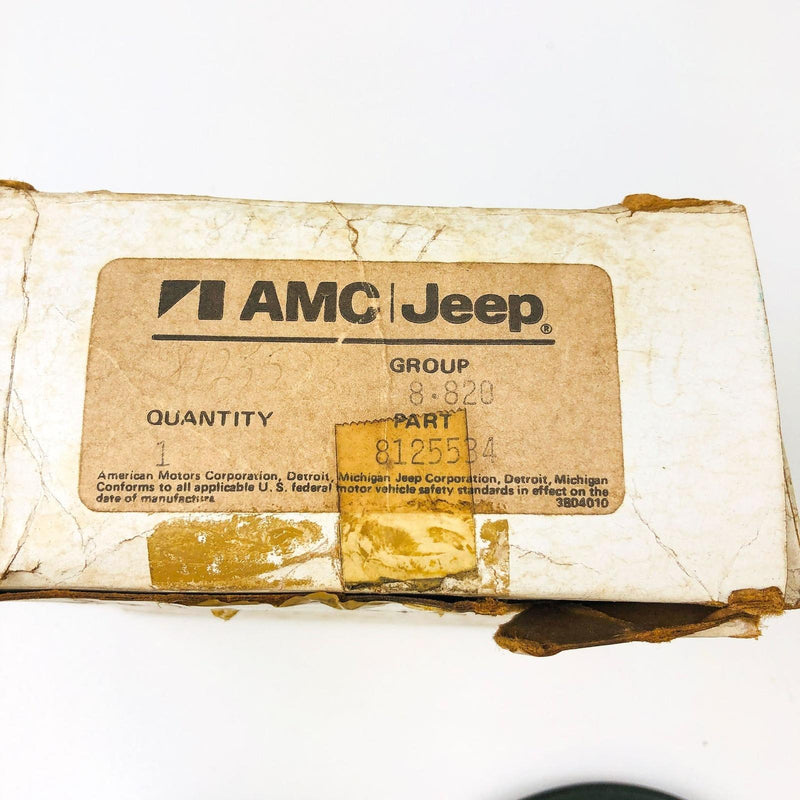 AMC | Jeep®
GROUP
8.820
QUANTITY PART
1 8125534
American Motors Corporation, Detroit, Michigan Jeep Corporation, Detroit, Michigan
Conforms to all applicable U. S. federal motor vehicle safety standards in effect on the
date of manufacture 3804010